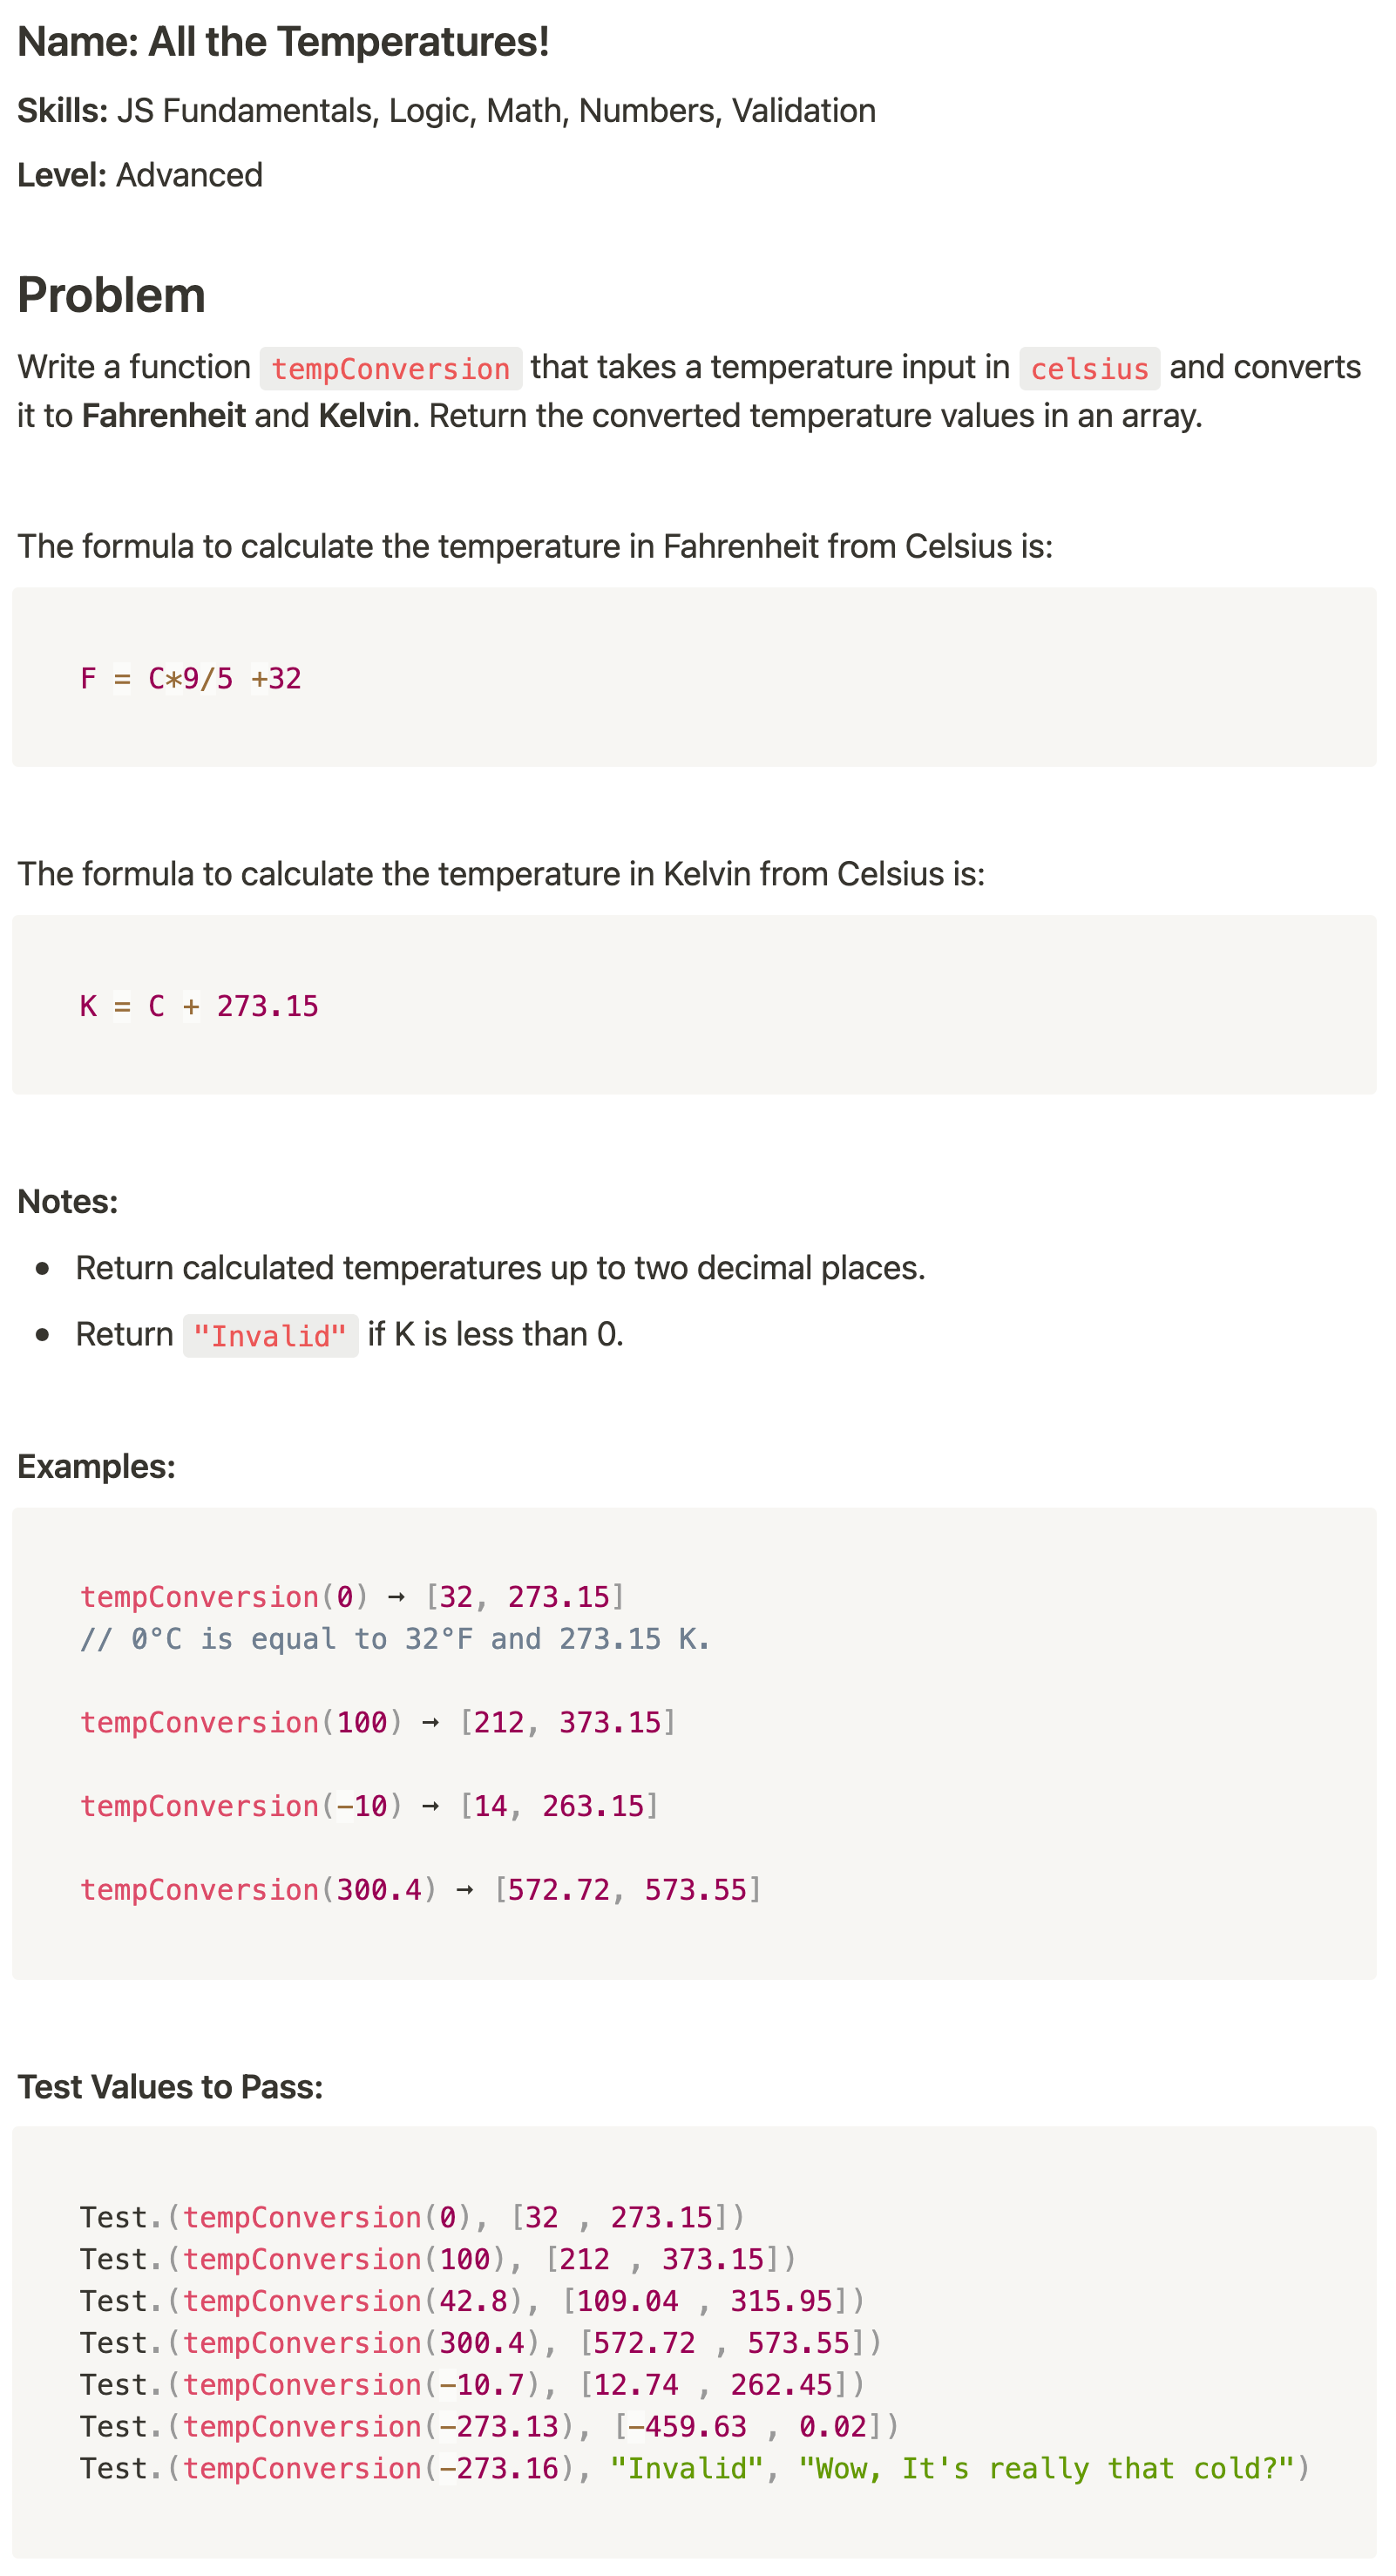 Name: All the Temperatures!
Skills: JS Fundamentals, Logic, Math, Numbers, Validation
Level: Advanced
Problem
Write a function tempConversion that takes a temperature input in celsius and converts
it to Fahrenheit and Kelvin. Return the converted temperature values in an array.
The formula to calculate the temperature in Fahrenheit from Celsius is:
F = C*9/5 +32
The formula to calculate the temperature in Kelvin from Celsius is:
K = C + 273.15
Notes:
• Return calculated temperatures up to two decimal places.
• Return "Invalid" if K is less than 0.
Examples:
tempConversion(0) → [32, 273.15]
// 0°C is equal to 32°F and 273.15 K.
tempConversion(100) → [212, 373.15]
tempConversion(-10) → [14, 263.15]
tempConversion(300.4) → [572.72, 573.55]
Test Values to Pass:
Test.(tempConversion(0), [32 , 273.15])
Test.(tempConversion(100), [212 , 373.15])
Test.(tempConversion(42.8), [109.04 , 315.95])
Test.(tempConversion(300.4), [572.72 , 573.55])
Test.(tempConversion(-10.7), [12.74 , 262.45])
Test.(tempConversion(-273.13), [-459.63 , 0.02])
Test.(tempConversion(-273.16), "Invalid", "Wow, It's really that cold?")